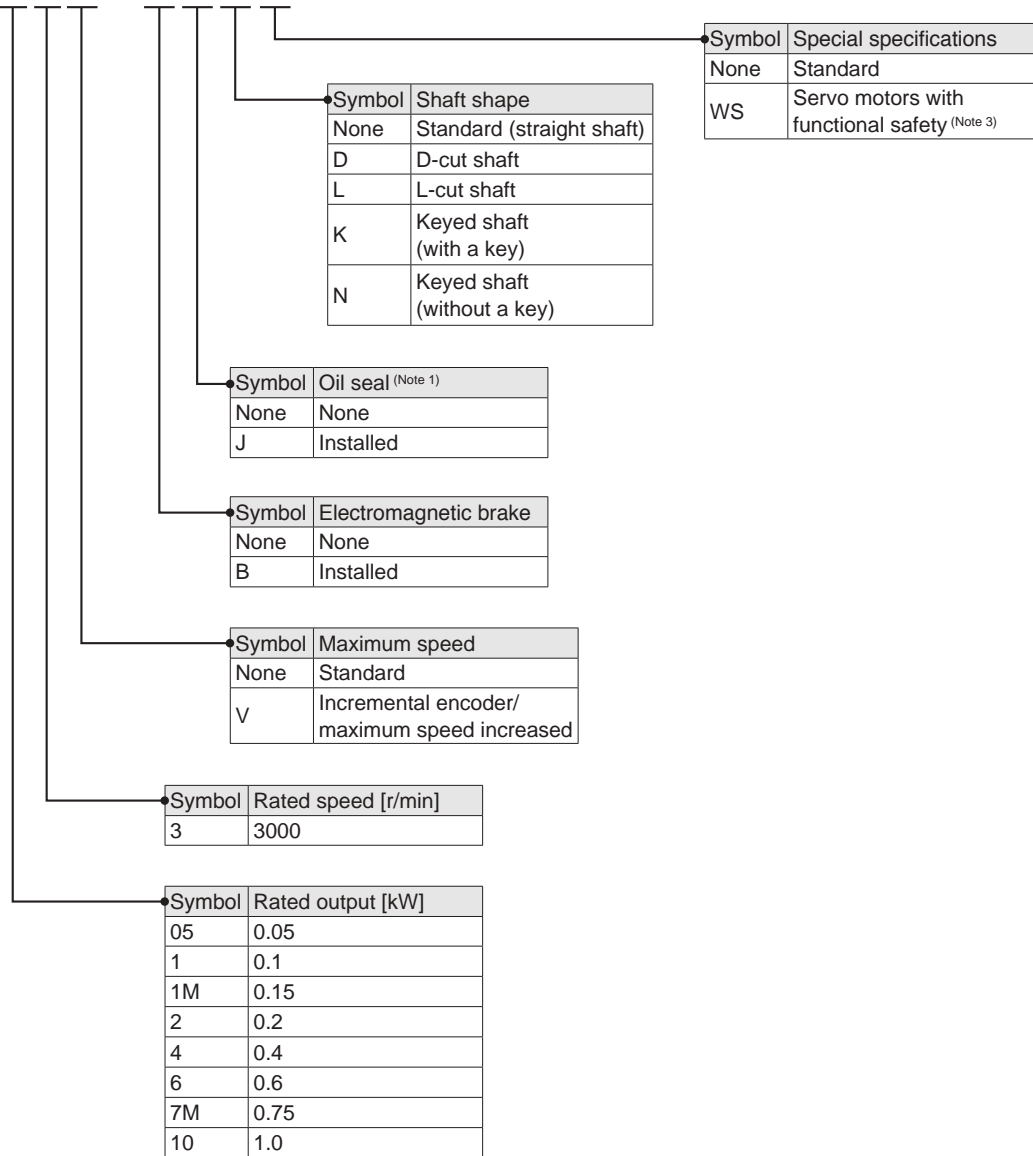 Symbol Special specifications
None Standard
WS Servo motors with
functional safety (Note 3)
Symbol Shaft shape
None Standard (straight shaft)
D D-cut shaft
L L-cut shaft
K Keyed shaft
(with a key)
N Keyed shaft
(without a key)
Symbol Oil seal (Note 1)
None None
J Installed
Symbol Electromagnetic brake
None None
B Installed
Symbol Maximum speed
None Standard
V Incremental encoder/
maximum speed increased
Symbol Rated speed [r/min]
3 3000
Symbol Rated output [kW]
05 0.05
1 0.1
1M 0.15
2 0.2
4 0.4
6 0.6
7M 0.75
10 1.0